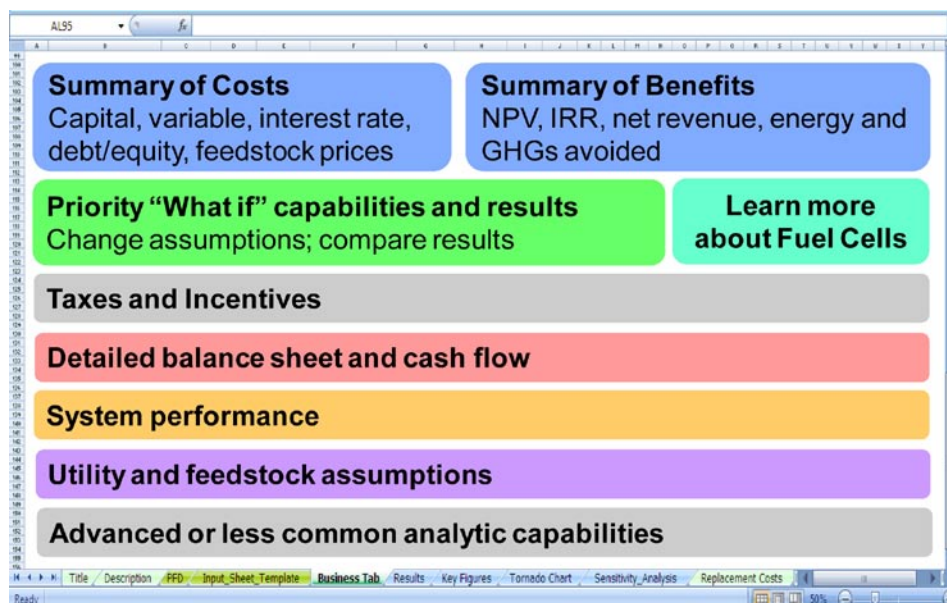 AL95
fx
A B C D E F G H I J K L M N O P Q R S T U V W X Y
Summary of Costs
Capital, variable, interest rate,
debt/equity, feedstock prices
Summary of Benefits
NPV, IRR, net revenue, energy and
GHGs avoided
Priority “What if” capabilities and results
Change assumptions; compare results
Learn more
about Fuel Cells
Taxes and Incentives
Detailed balance sheet and cash flow
System performance
Utility and feedstock assumptions
Advanced or less common analytic capabilities
Title Description PFD Input_Sheet_Template Business Tab Results Key Figures Tornado Chart Sensitivity_Analysis Replacement Costs
Ready 50%